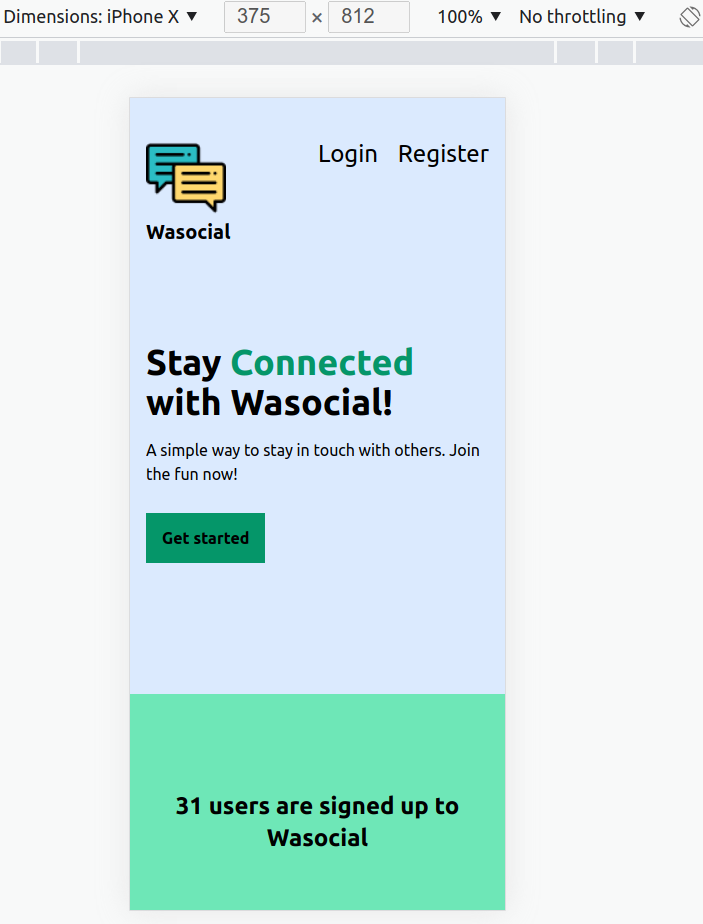 Dimensions: iPhone X ▼ 375 × 812 100% ▼ No throttling ▼
Login Register
Wasocial
Stay Connected
with Wasocial!
A simple way to stay in touch with others. Join
the fun now!
Get started
31 users are signed up to
Wasocial